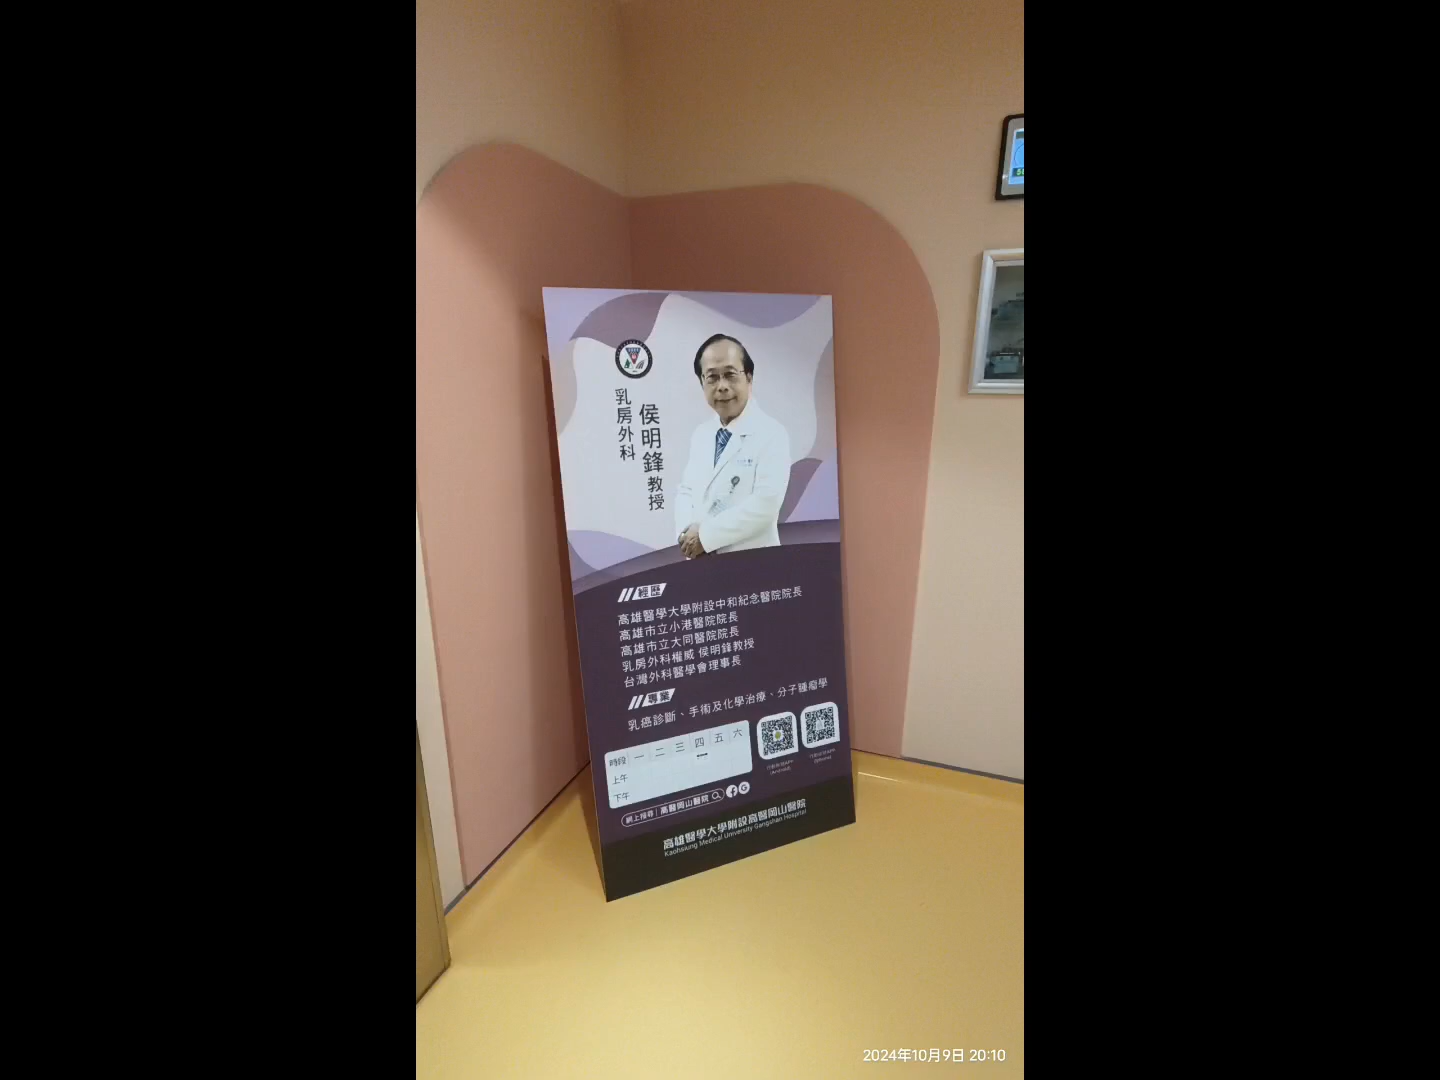 乳房外科
侯明鋒教授
經歷
高雄醫學大學附設中和紀念醫院院長
高雄市立小港醫院院長
高雄市立大同醫院院長
乳房外科權威 侯明鋒教授
台灣外科醫學會理事長
專業
乳癌診斷、手術及化學治療、分子腫瘤學
時段 一 二 三 四 五 六
上午
下午
網上搜尋 高醫岡山醫院
高雄醫學大學附設高醫岡山醫院
Kaohsiung Medical University Gangshan Hospital
2024年10月9日 20:10